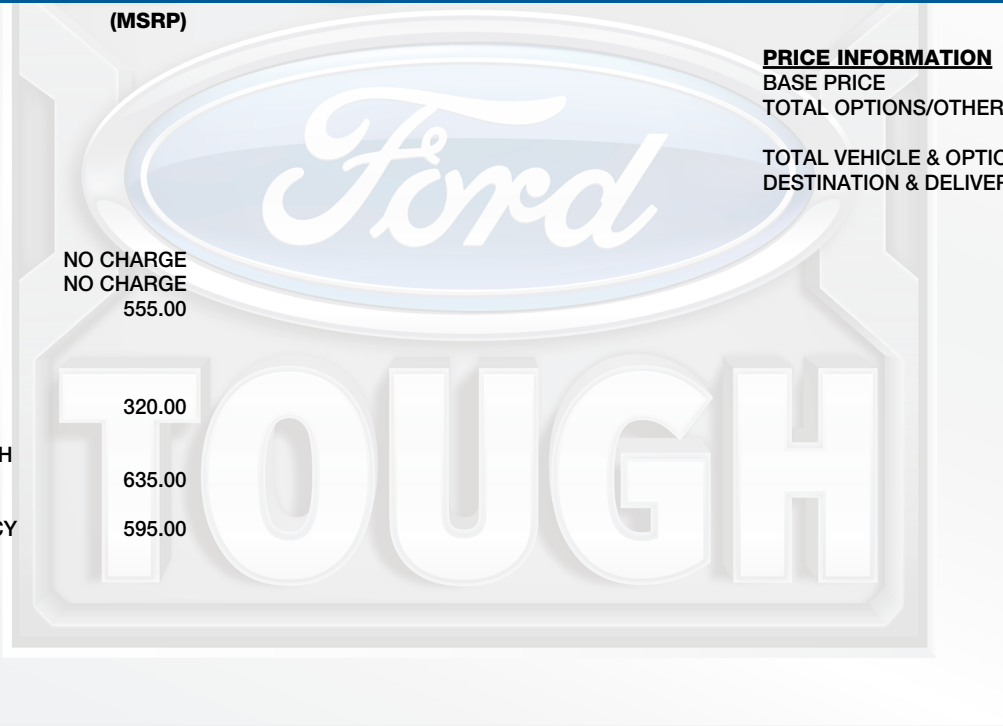 (MSRP)
NO CHARGE
NO CHARGE
555.00
320.00
H
635.00
CY 595.00
PRICE INFORMATION
BASE PRICE
TOTAL OPTIONS/OTHER
TOTAL VEHICLE & OPTIO
DESTINATION & DELIVER
Ford
TOUGH